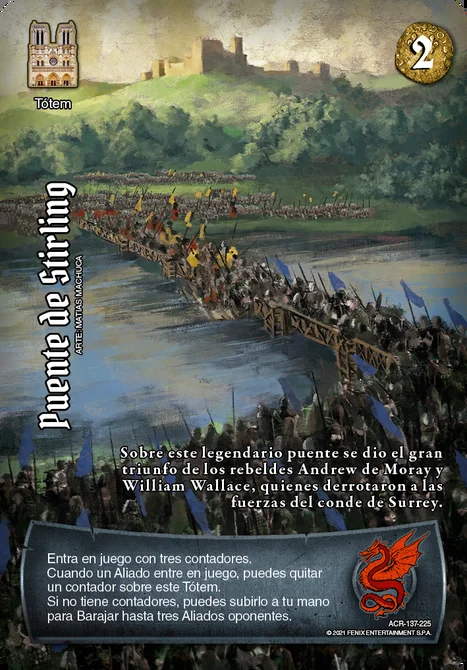 2
Tótem
Puente de Stirling
ARTE: MATIAS MACHUCA
Sobre este legendario puente se dio el gran
triunfo de los rebeldes Andrew de Moray y
William Wallace, quienes derrotaron a las
fuerzas del conde de Surrey.
Entra en juego con tres contadores.
Cuando un Aliado entre en juego, puedes quitar
un contador sobre este Tótem.
Si no tiene contadores, puedes subirlo a tu mano
para Barajar hasta tres Aliados oponentes.
ACR-137-225
© 2021 FENIX ENTERTAINMENT S.P.A.